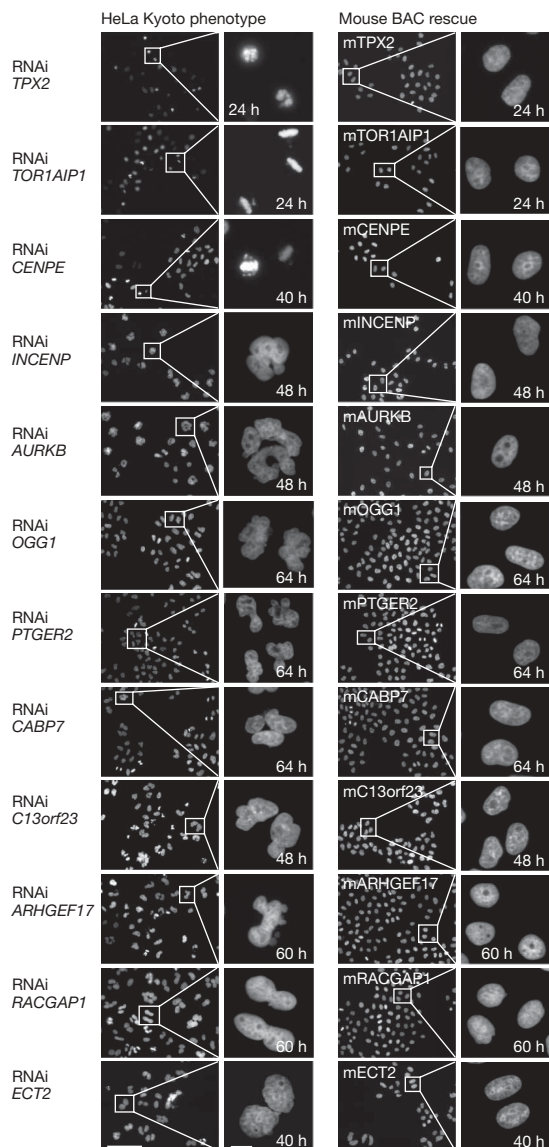 HeLa Kyoto phenotype
Mouse BAC rescue
RNAi
TPX2
24 h
mTPX2
24 h
RNAi
TOR1AIP1
24 h
mTOR1AIP1
24 h
RNAi
CENPE
40 h
mCENPE
40 h
RNAi
INCENP
48 h
mINCENP
48 h
RNAi
AURKB
48 h
mAURKB
48 h
RNAi
OGG1
64 h
mOGG1
64 h
RNAi
PTGER2
64 h
mPTGER2
64 h
RNAi
CABP7
64 h
mCABP7
64 h
RNAi
C13orf23
48 h
mC13orf23
48 h
RNAi
ARHGEF17
60 h
mARHGEF17
60 h
RNAi
RACGAP1
60 h
mRACGAP1
60 h
RNAi
ECT2
40 h
mECT2
40 h